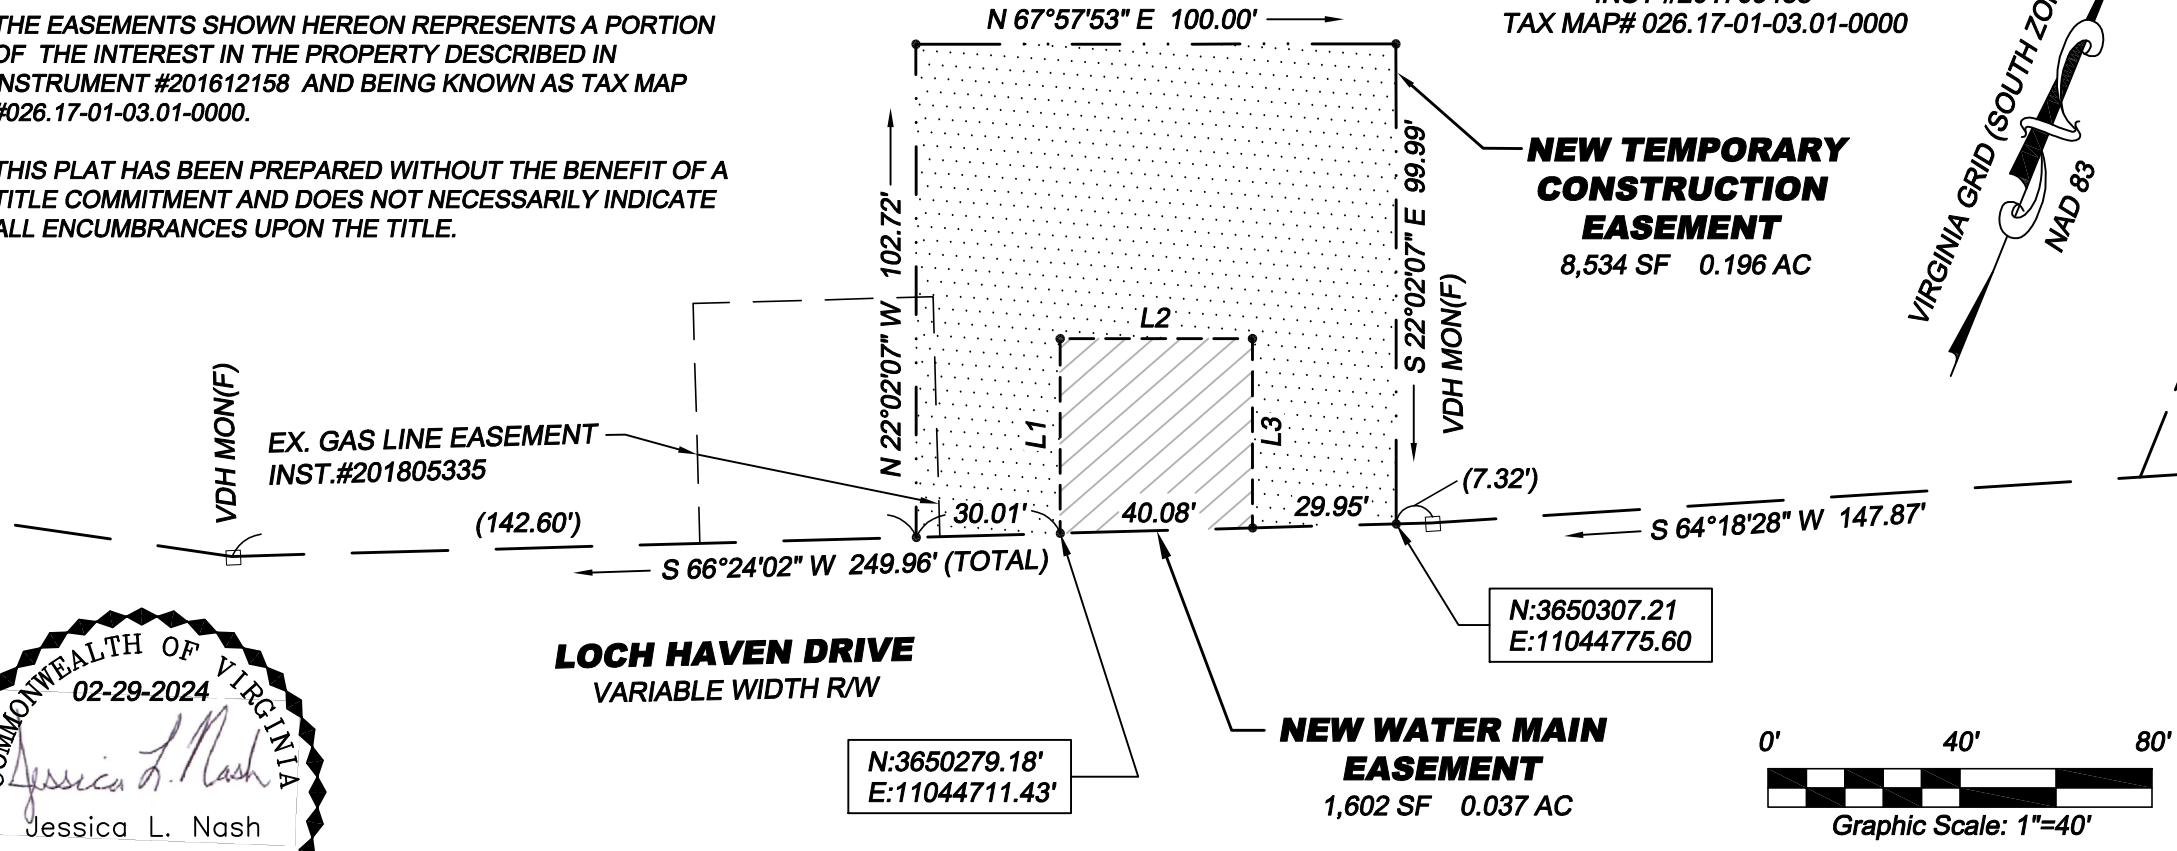 THE EASEMENTS SHOWN HEREON REPRESENTS A PORTION
OF THE INTEREST IN THE PROPERTY DESCRIBED IN
INSTRUMENT #201612158 AND BEING KNOWN AS TAX MAP
#026.17-01-03.01-0000.
THIS PLAT HAS BEEN PREPARED WITHOUT THE BENEFIT OF A
TITLE COMMITMENT AND DOES NOT NECESSARILY INDICATE
ALL ENCUMBRANCES UPON THE TITLE.
N 67°57'53" E 100.00'
TAX MAP# 026.17-01-03.01-0000
VIRGINIA GRID (SOUTH
NAD 83
NEW TEMPORARY
CONSTRUCTION
EASEMENT
8,534 SF 0.196 AC
N 22°02'07" W 102.72'
S 22°02'07" E 99.99'
VDH MON(F)
L2
L1
L3
VDH MON(F)
EX. GAS LINE EASEMENT
INST.#201805335
(142.60')
30.01'
40.08'
29.95'
(7.32')
S 64°18'28" W 147.87'
S 66°24'02" W 249.96' (TOTAL)
N:3650307.21
E:11044775.60
LOCH HAVEN DRIVE
VARIABLE WIDTH R/W
N:3650279.18'
E:11044711.43'
NEW WATER MAIN
EASEMENT
1,602 SF 0.037 AC
0' 40' 80'
Graphic Scale: 1"=40'
COMMONWEALTH OF VIRGINIA
02-29-2024
Jessica L. Nash
Jessica L. Nash